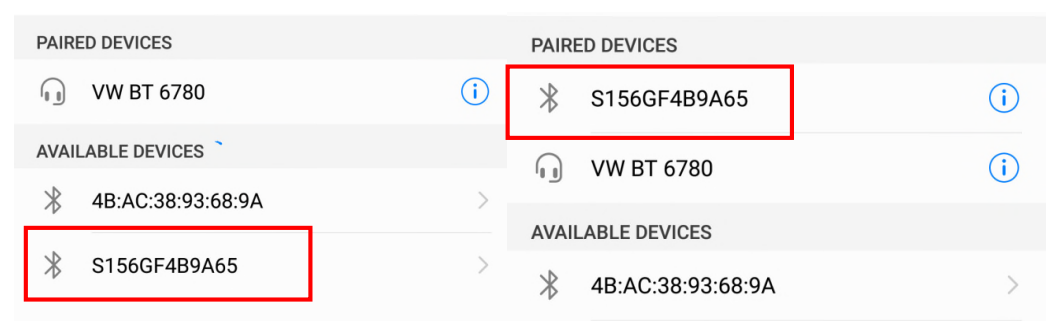 PAIRED DEVICES
VW BT 6780
AVAILABLE DEVICES
4B:AC:38:93:68:9A
S156GF4B9A65
PAIRED DEVICES
S156GF4B9A65
VW BT 6780
AVAILABLE DEVICES
4B:AC:38:93:68:9A